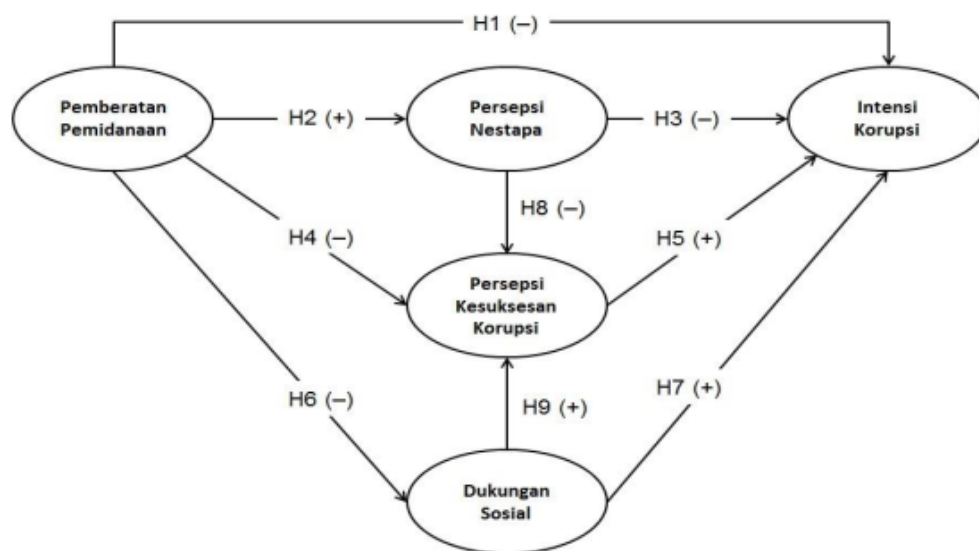 H1 (–)
Pemberatan
Pemidanaan
H2 (+)
Persepsi
Nestapa
H3 (–)
Intensi
Korupsi
H8 (–)
H4 (–)
H5 (+)
Persepsi
Kesuksesan
Korupsi
H6 (–)
H9 (+)
H7 (+)
Dukungan
Sosial